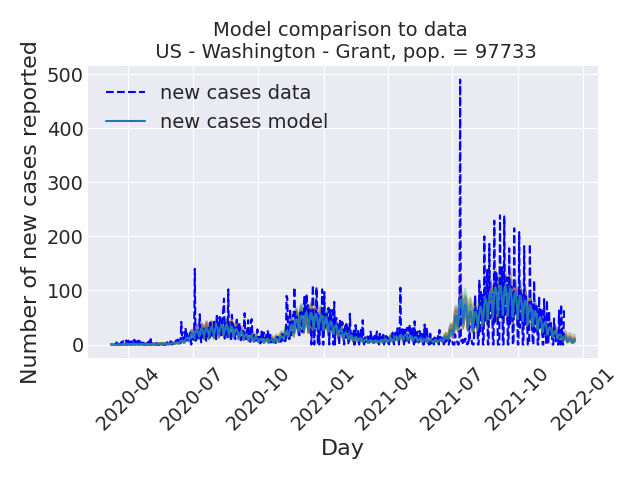 Model comparison to data
US - Washington - Grant, pop. = 97733
Number of new cases reported
500
400
300
200
100
0
new cases data
new cases model
2020-04
2020-07
2020-10
2021-01
2021-04
2021-07
2021-10
2022-01
Day